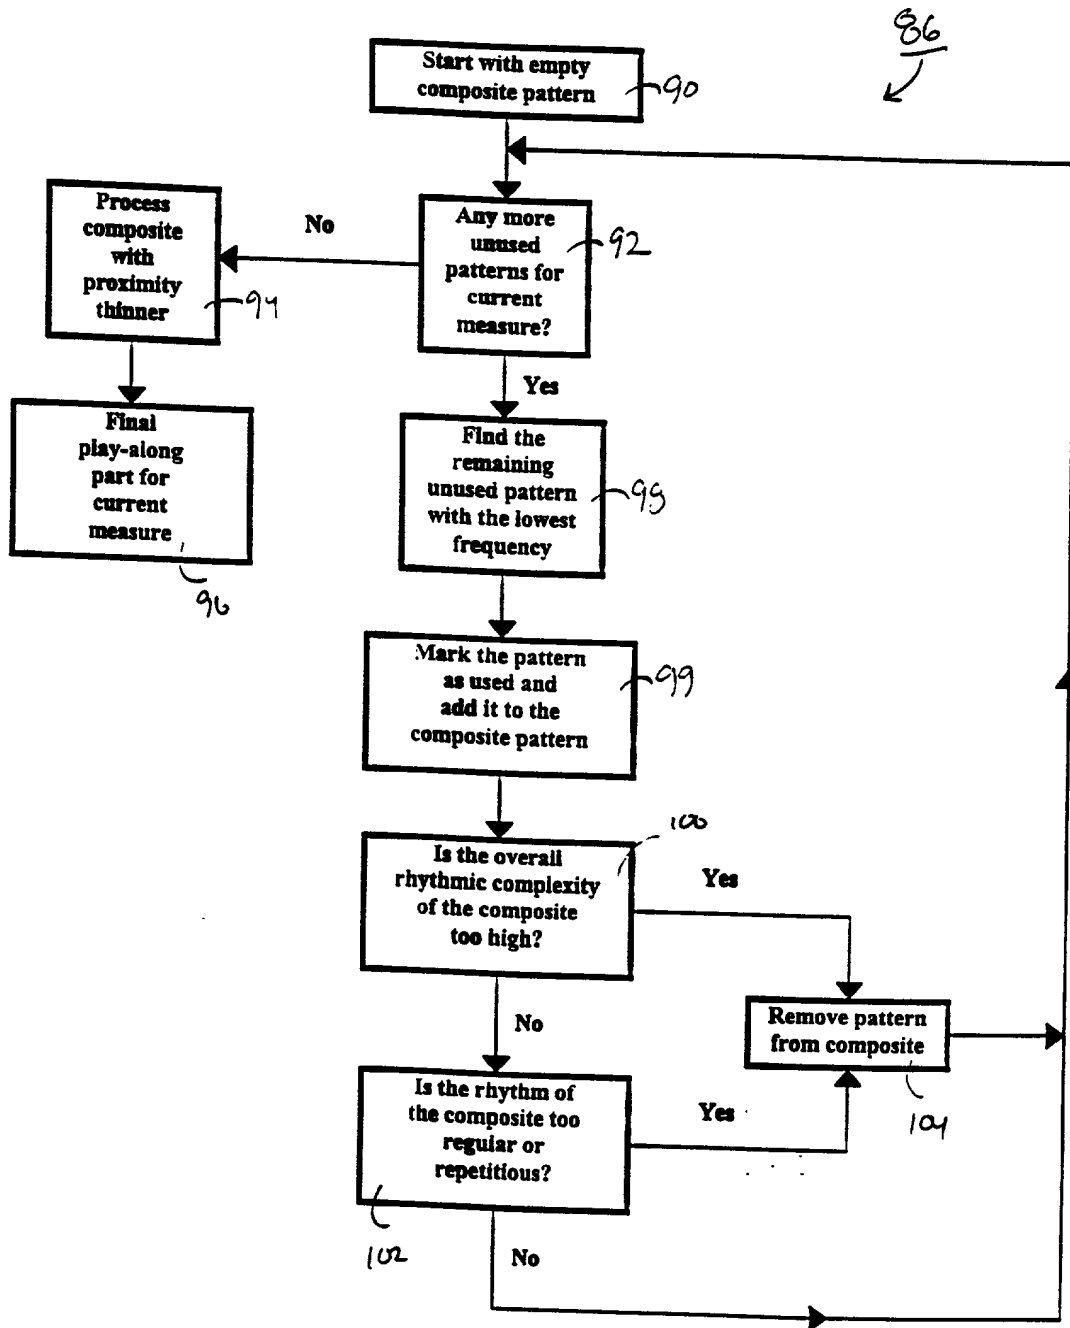 86
Start with empty
composite pattern
90
Process
composite
with
proximity
thinner
94
No
Any more
unused
patterns for
current
measure?
92
Yes
Final
play-along
part for
current
measure
96
Find the
remaining
unused pattern
with the lowest
frequency
98
Mark the pattern
as used and
add it to the
composite pattern
99
Is the overall
rhythmic complexity
of the composite
too high?
100
Yes
No
Remove pattern
from composite
104
Is the rhythm of
the composite too
regular or
repetitious?
102
Yes
No